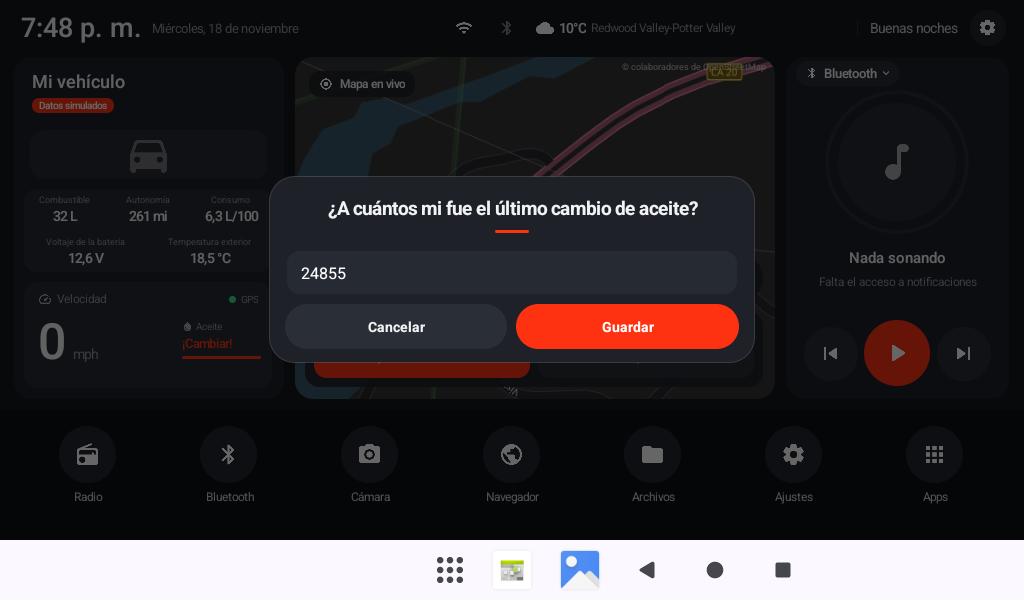 7:48 p. m.
Miércoles, 18 de noviembre
10°C
Redwood Valley-Potter Valley
Buenas noches
Mi vehículo
Datos simulados
Combustible
Autonomía
Consumo
32 L
261 mi
6,3 L/100
Voltaje de la batería
Temperatura exterior
12,6 V
18,5 °C
Velocidad
GPS
0 mph
Aceite
¡Cambiar!
© colaboradores de OpenStreetMap
Mapa en vivo
CA 20
¿A cuántos mi fue el último cambio de aceite?
24855
Cancelar
Guardar
Bluetooth
Nada sonando
Falta el acceso a notificaciones
Radio
Bluetooth
Cámara
Navegador
Archivos
Ajustes
Apps